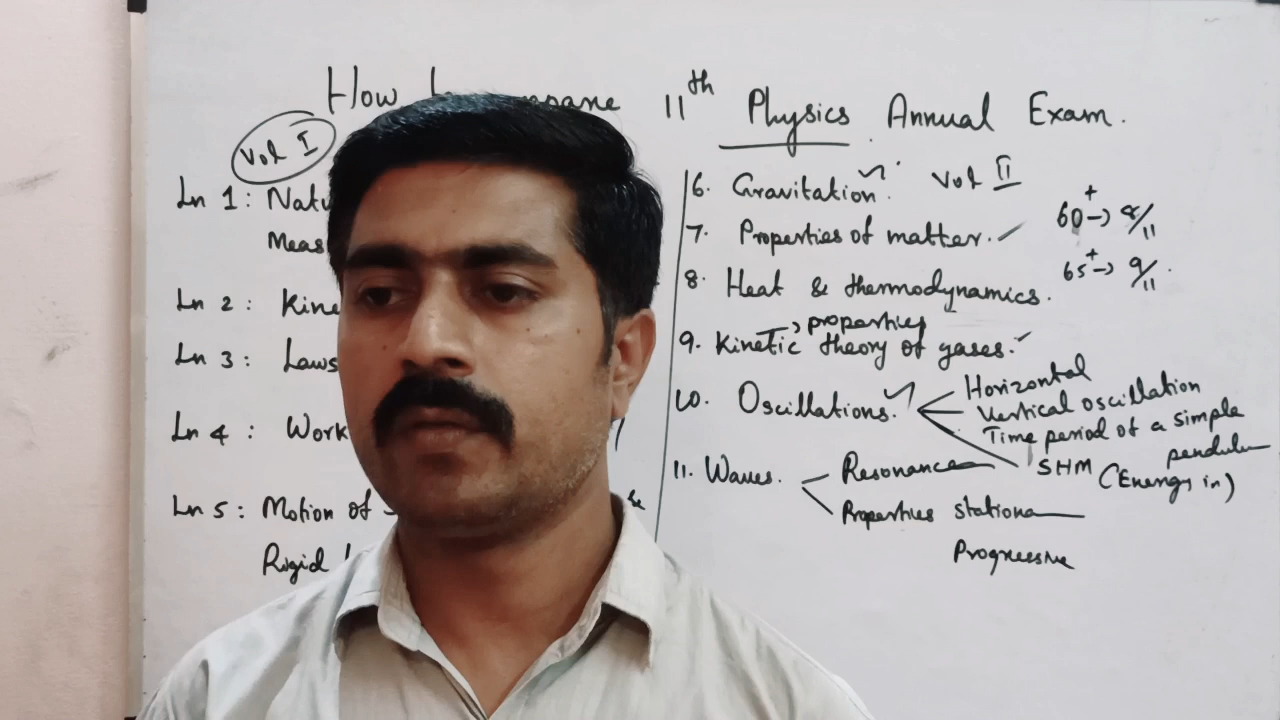 How prepare 11th Physics Annual Exam.
Vol I
Ln 1:
Ln 2:
Ln 3: Laws
Ln 4: Work
Ln 5: Motion of
Rigid
&
6. Gravitation. Vol II
7. Properties of matter.
8. Heat & thermodynamics.
properties
9. Kinetic theory of gases.
10. Oscillations.
Horizontal
Vertical oscillation
Time period of a simple
pendulum
SHM (Energy in)
11. Waves.
Resonance
Properties stationa
Progressive
60+ → 8/11
65+ → 9/11